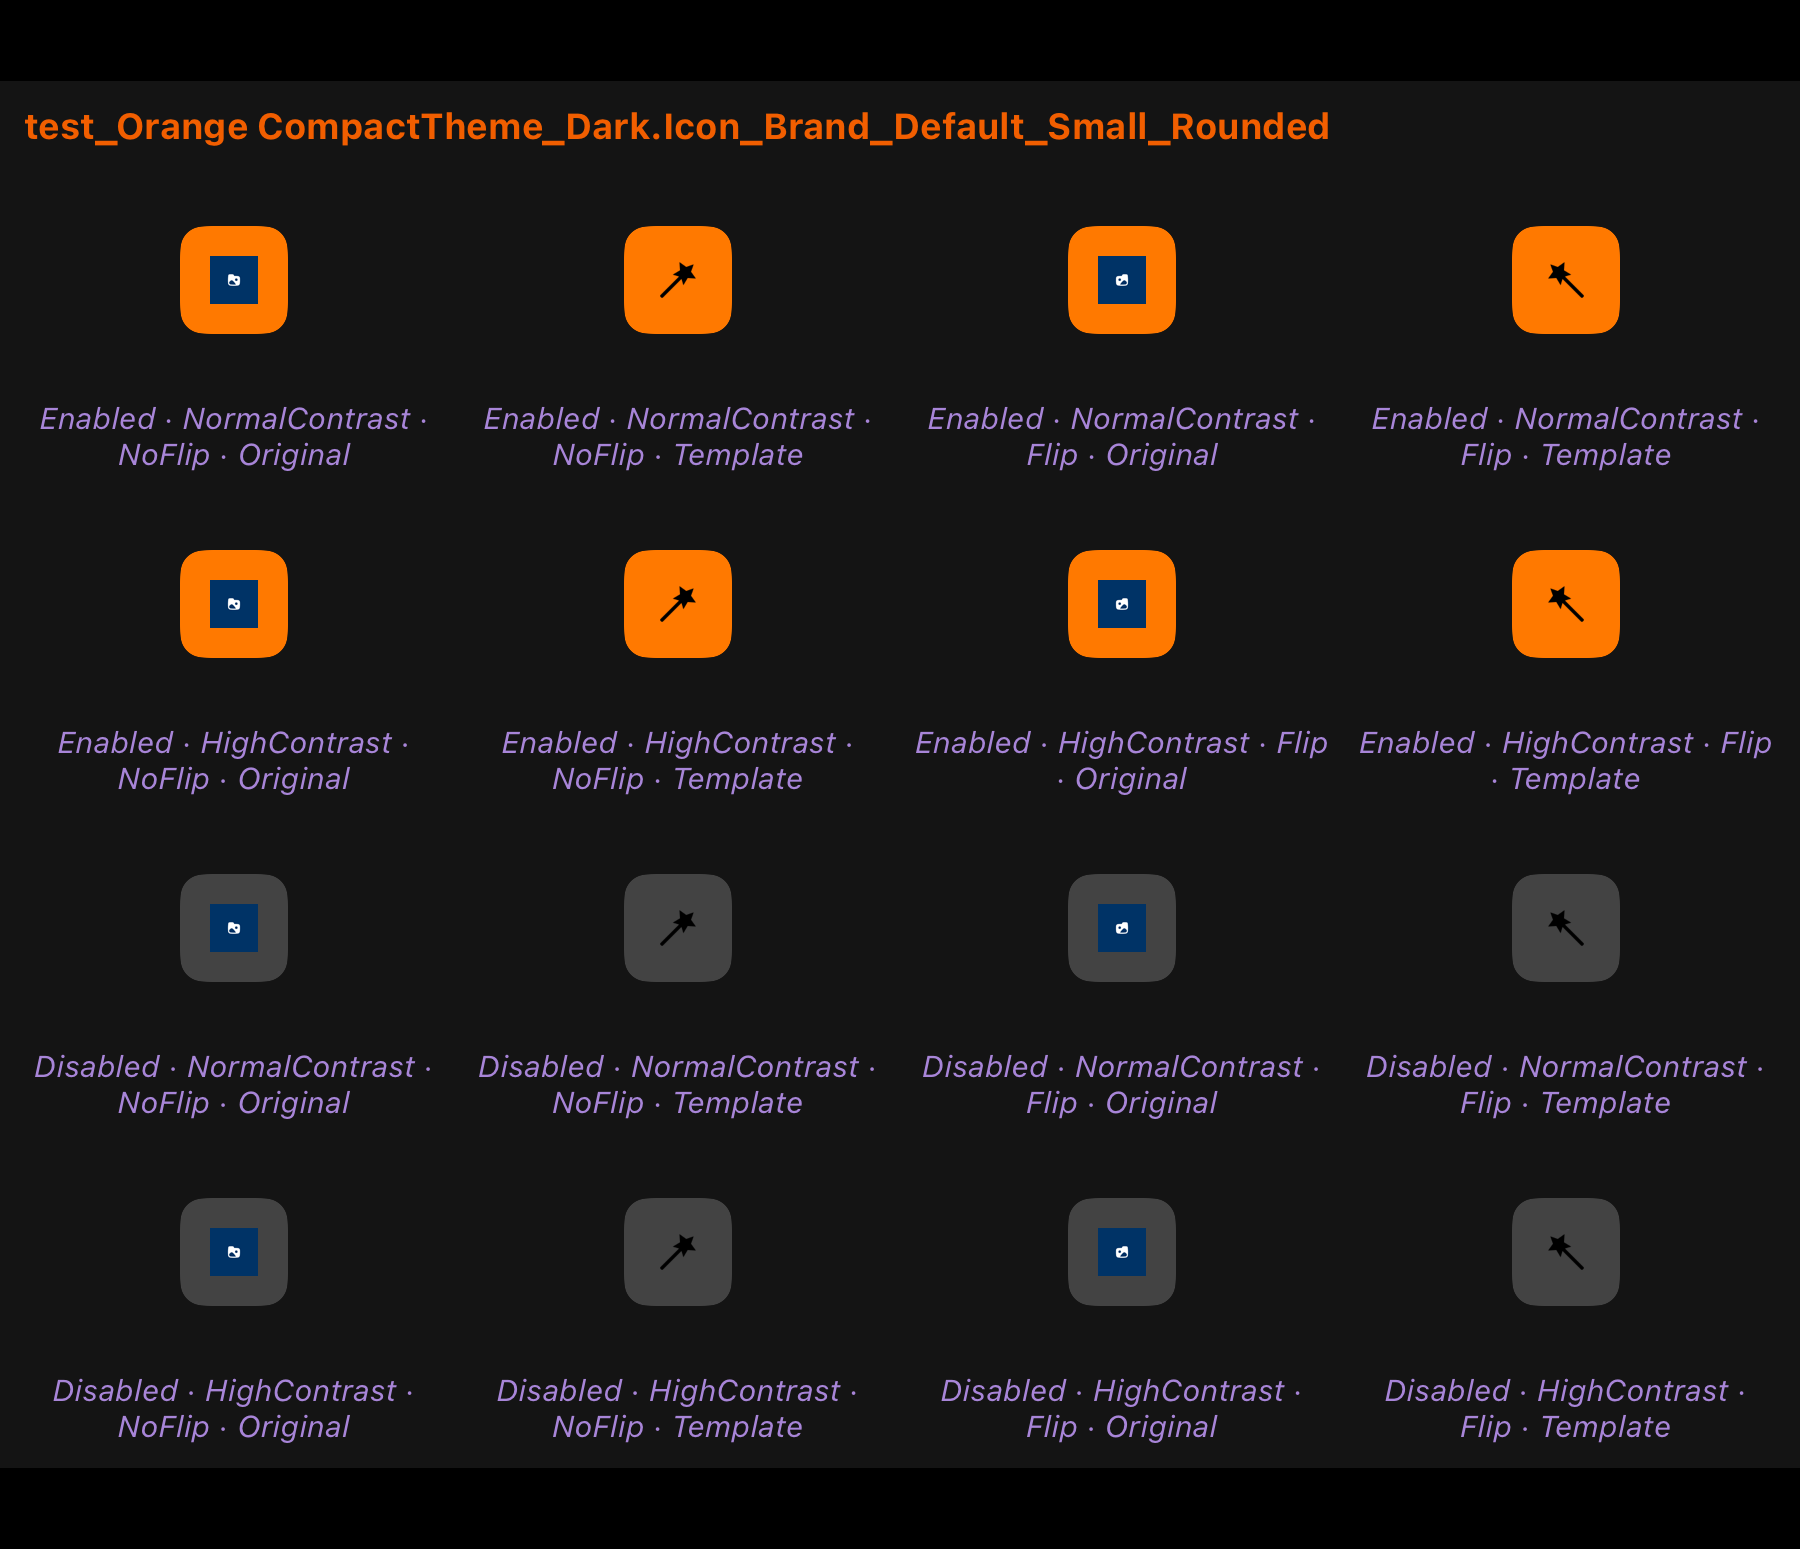 test_Orange CompactTheme_Dark.Icon_Brand_Default_Small_Rounded
Enabled · NormalContrast ·
NoFlip · Original
Enabled · NormalContrast ·
NoFlip · Template
Enabled · NormalContrast ·
Flip · Original
Enabled · NormalContrast ·
Flip · Template
Enabled · HighContrast ·
NoFlip · Original
Enabled · HighContrast ·
NoFlip · Template
Enabled · HighContrast · Flip
· Original
Enabled · HighContrast · Flip
· Template
Disabled · NormalContrast ·
NoFlip · Original
Disabled · NormalContrast ·
NoFlip · Template
Disabled · NormalContrast ·
Flip · Original
Disabled · NormalContrast ·
Flip · Template
Disabled · HighContrast ·
NoFlip · Original
Disabled · HighContrast ·
NoFlip · Template
Disabled · HighContrast ·
Flip · Original
Disabled · HighContrast ·
Flip · Template